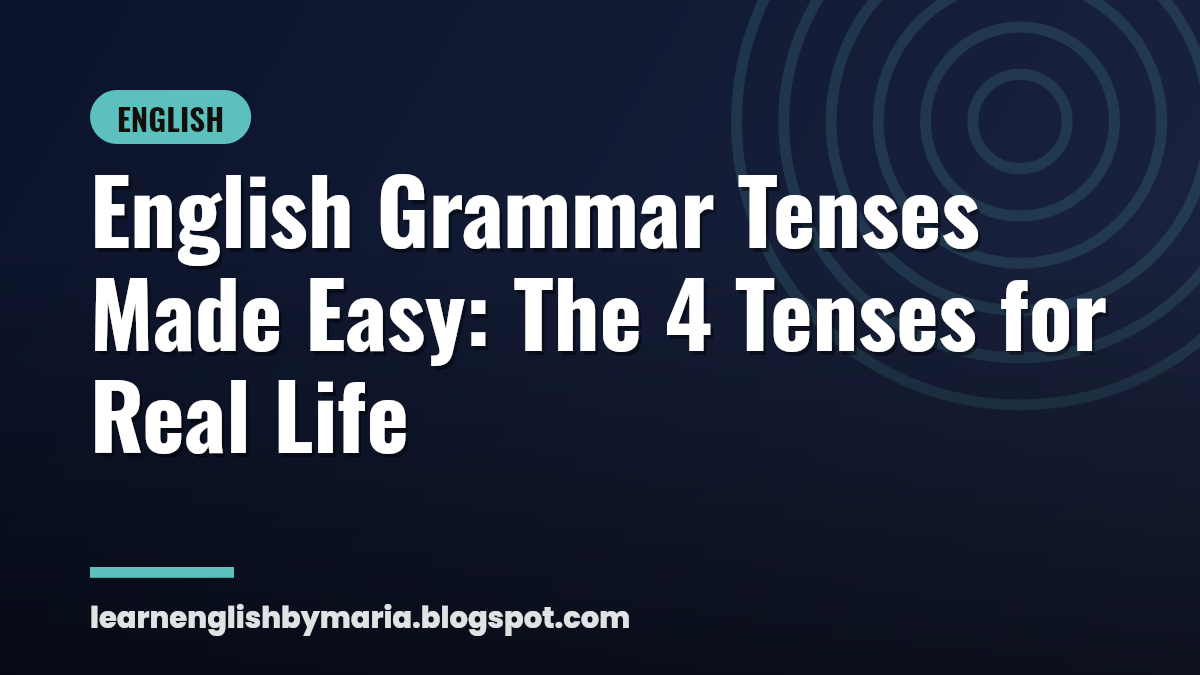 ENGLISH
English Grammar Tenses
Made Easy: The 4 Tenses for
Real Life
learnenglishbymaria.blogspot.com